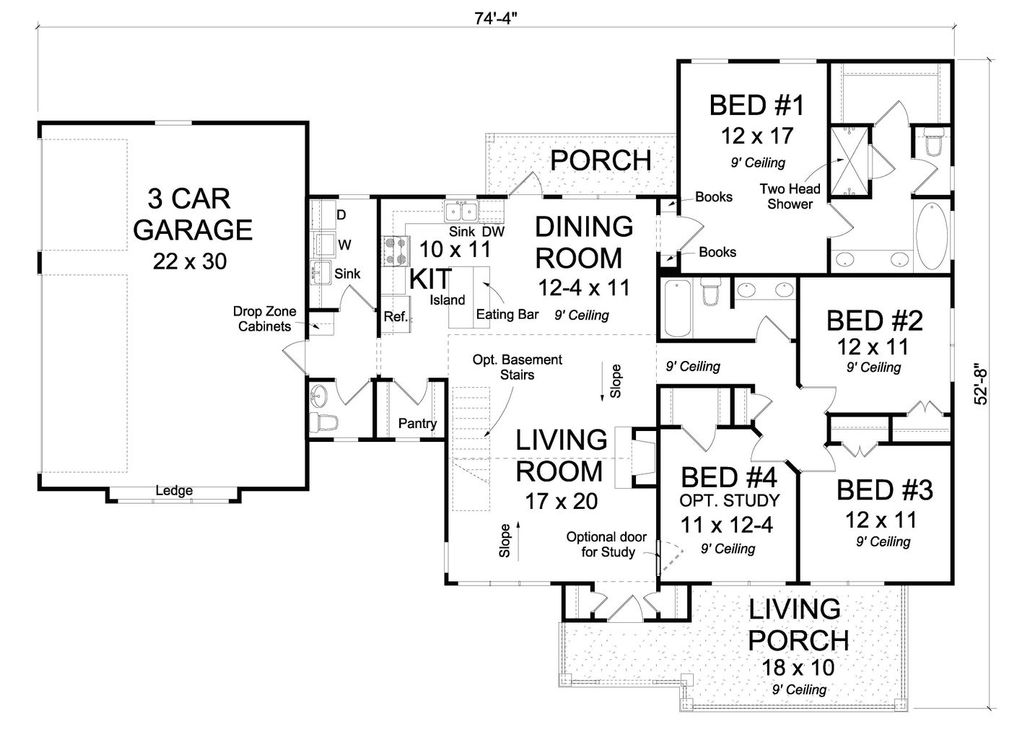 74'-4"
BED #1
12 x 17
9' Ceiling
Two Head
Shower
PORCH
Books
Books
3 CAR
GARAGE
22 x 30
D
W
Sink
Sink DW
10 x 11
KIT
Island
Ref.
Eating Bar
DINING
ROOM
12-4 x 11
9' Ceiling
Drop Zone
Cabinets
BED #2
12 x 11
9' Ceiling
52'-8"
Opt. Basement
Stairs
Slope
9' Ceiling
Pantry
LIVING
ROOM
17 x 20
BED #4
OPT. STUDY
11 x 12-4
9' Ceiling
BED #3
12 x 11
9' Ceiling
Ledge
Slope
Optional door
for Study
LIVING
PORCH
18 x 10
9' Ceiling